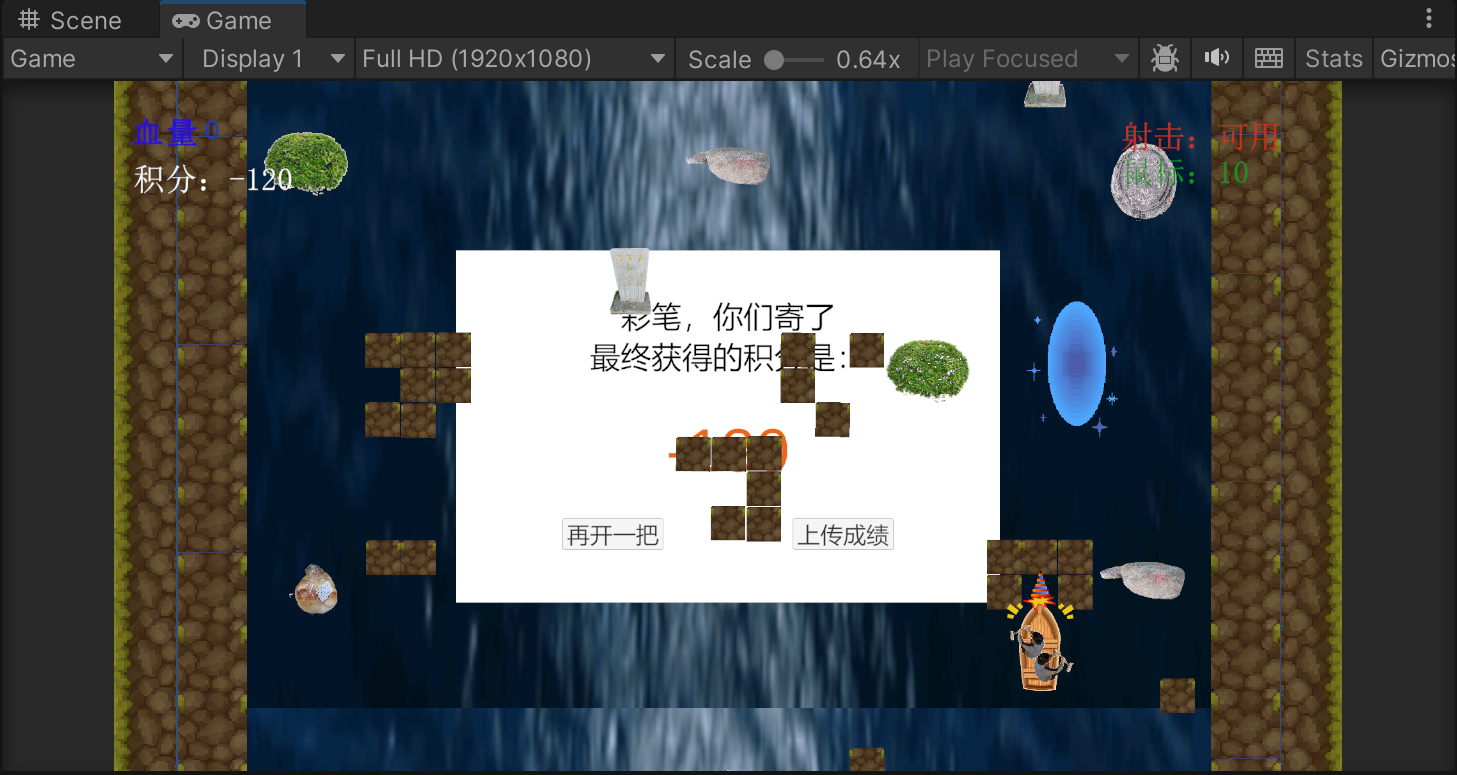 Scene
Game
Game
Display 1
Full HD (1920x1080)
Scale
0.64x
Play Focused
Stats
Gizmos
血量 0
积分：-120
射击：可用
鼠标：10
彩笔，你们寄了
最终获得的积分是：
再开一把
上传成绩